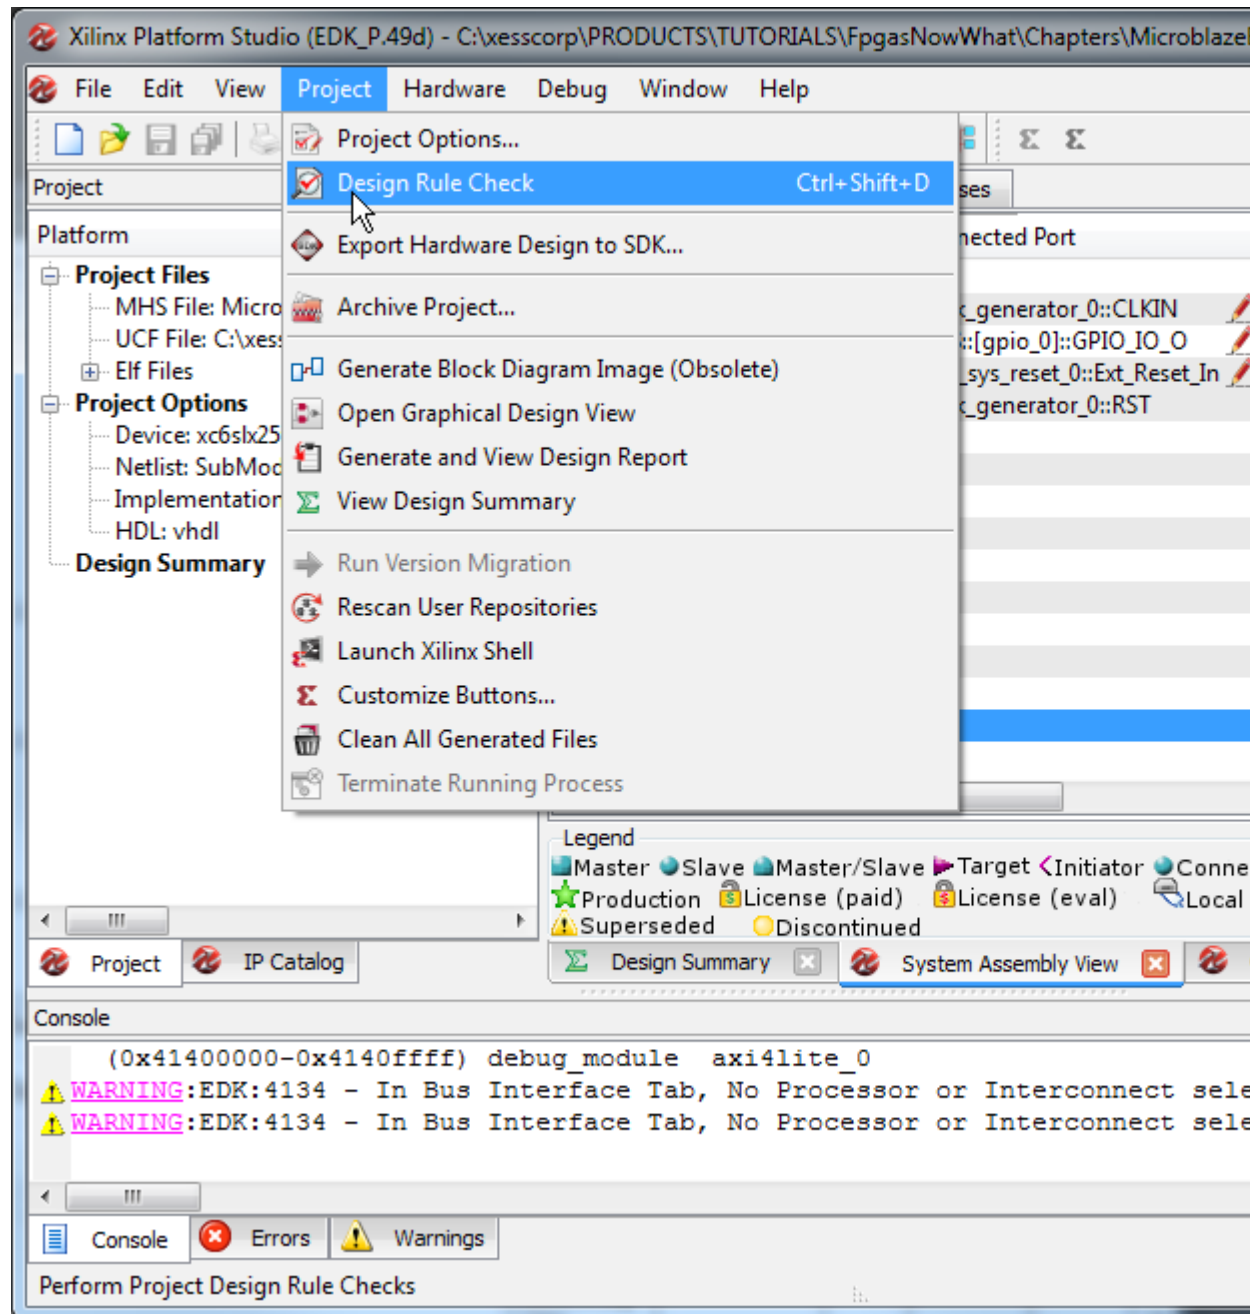 Xilinx Platform Studio (EDK_P.49d) - C:\xesscorp\PRODUCTS\TUTORIALS\FpgasNowWhat\Chapters\Microblaze
File Edit View Project Hardware Debug Window Help
Project Options...
Project
Design Rule Check Ctrl+Shift+D
ses
Platform
nected Port
Export Hardware Design to SDK...
Project Files
MHS File: Micro
Archive Project...
k_generator_0::CLKIN
UCF File: C:\xess
::[gpio_0]::GPIO_IO_O
Elf Files
Generate Block Diagram Image (Obsolete)
_sys_reset_0::Ext_Reset_In
Project Options
Open Graphical Design View
k_generator_0::RST
Device: xc6slx25
Netlist: SubMod
Generate and View Design Report
Implementation
View Design Summary
HDL: vhdl
Design Summary
Run Version Migration
Rescan User Repositories
Launch Xilinx Shell
Customize Buttons...
Clean All Generated Files
Terminate Running Process
Legend
Master Slave Master/Slave Target Initiator Conne
Production License (paid) License (eval) Local
Superseded Discontinued
Project IP Catalog
Design Summary System Assembly View
Console
(0x41400000-0x4140ffff) debug_module axi4lite_0
WARNING:EDK:4134 - In Bus Interface Tab, No Processor or Interconnect sele
WARNING:EDK:4134 - In Bus Interface Tab, No Processor or Interconnect sele
Console Errors Warnings
Perform Project Design Rule Checks